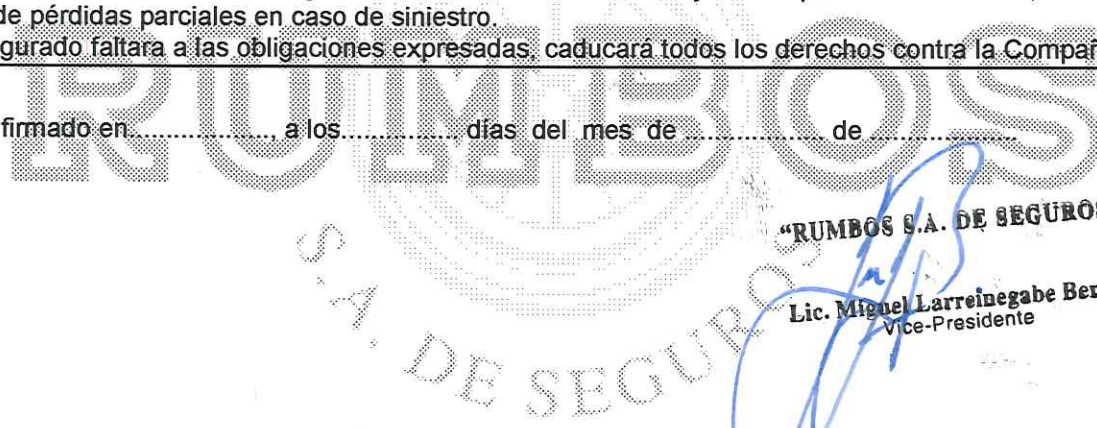 de pérdidas parciales en caso de siniestro.
gurado faltara a las obligaciones expresadas, caducará todos los derechos contra la Compañ
firmado en...................., a los................. días del mes de .................... de .....................
RUMBOS
S.A. DE SEGUROS
“RUMBOS S.A. DE SEGUROS
Lic. Miguel Larreinegabe Ber
Vice-Presidente